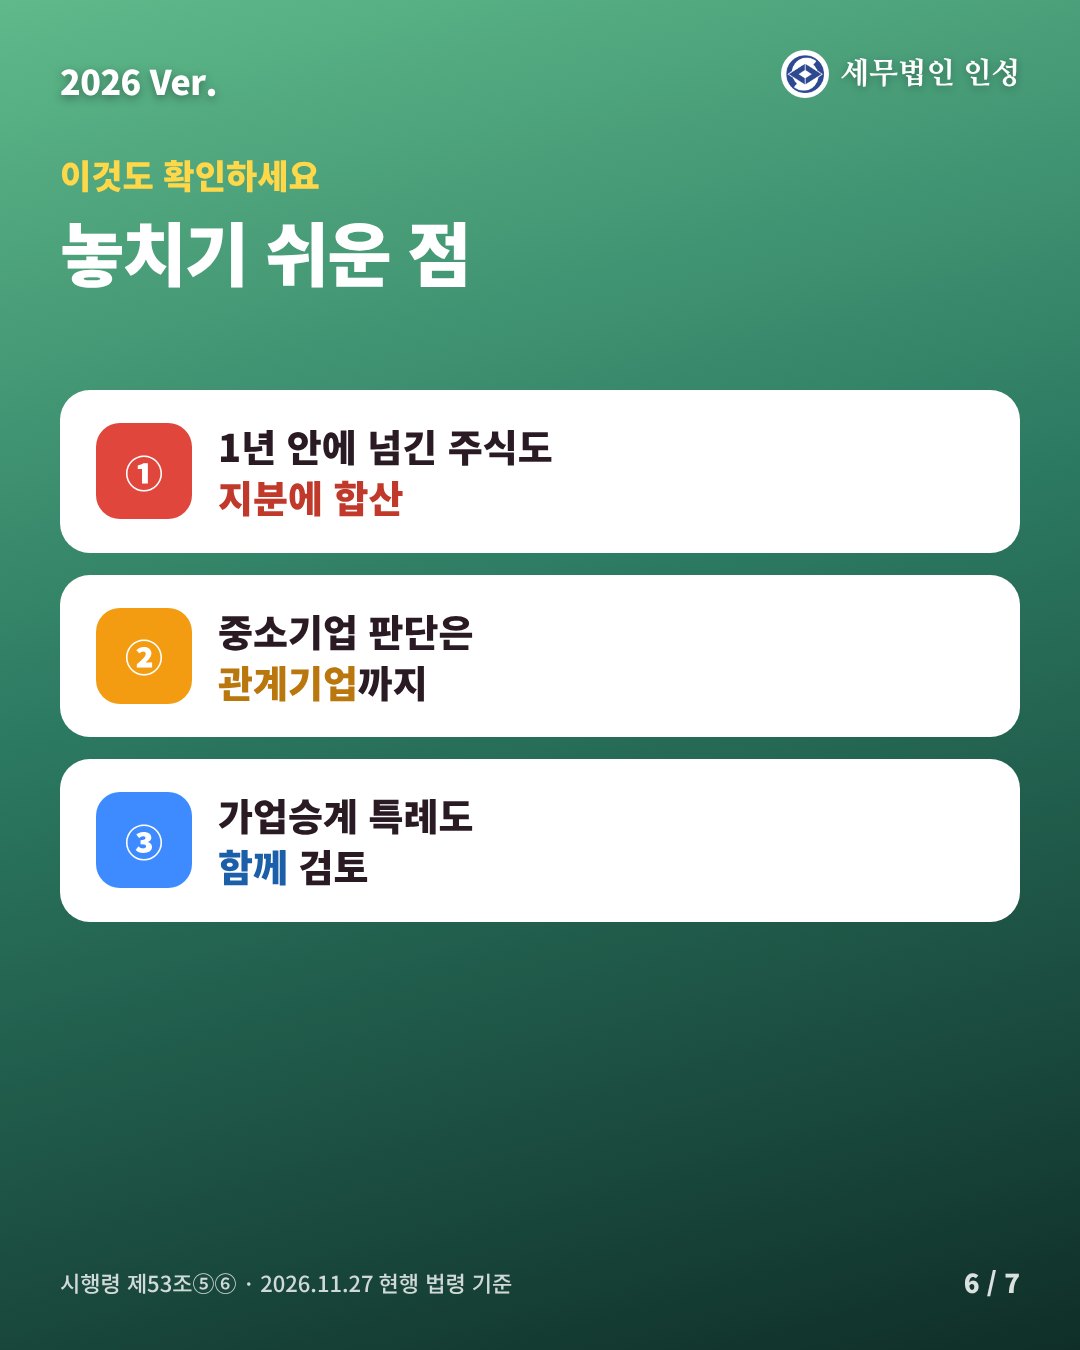 2026 Ver.
세무법인 인성
이것도 확인하세요
놓치기 쉬운 점
①
1년 안에 넘긴 주식도
지분에 합산
②
중소기업 판단은
관계기업까지
③
가업승계 특례도
함께 검토
시행령 제53조⑤⑥ · 2026.11.27 현행 법령 기준
6 / 7